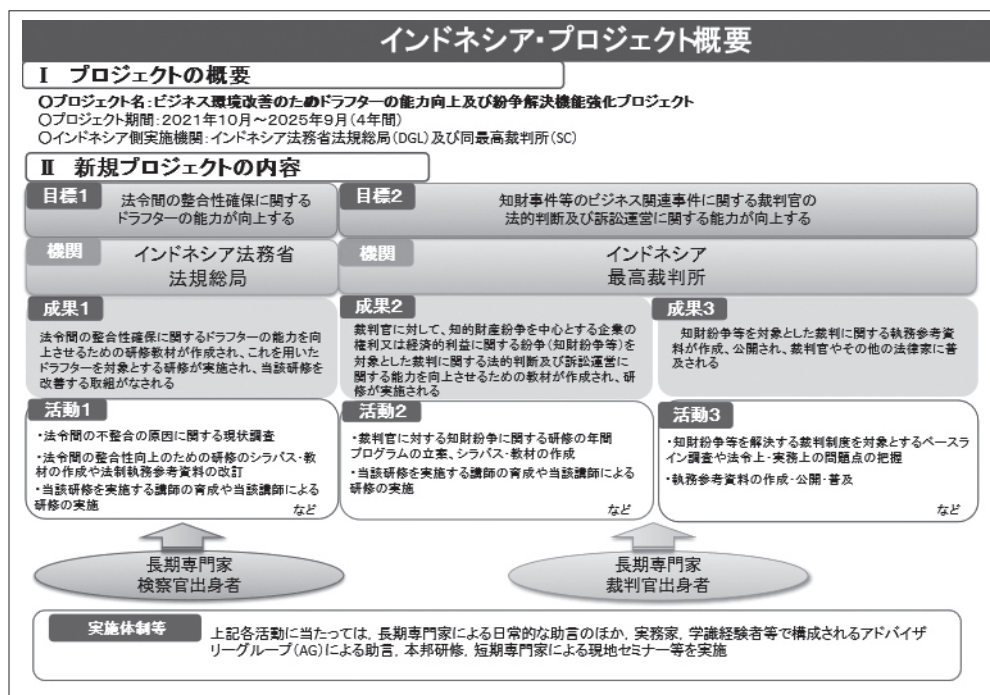 インドネシア・プロジェクト概要
Ⅰ プロジェクトの概要
○プロジェクト名:ビジネス環境改善のためドラフターの能力向上及び紛争解決機能強化プロジェクト
○プロジェクト期間:2021年10月～2025年9月(4年間)
○インドネシア側実施機関:インドネシア法務省法規総局(DGL)及び同最高裁判所(SC)
Ⅱ 新規プロジェクトの内容
目標1
法令間の整合性確保に関する
ドラフターの能力が向上する
目標2
知財事件等のビジネス関連事件に関する裁判官の
法的判断及び訴訟運営に関する能力が向上する
機関
インドネシア法務省
法規総局
機関
インドネシア
最高裁判所
成果1
法令間の整合性確保に関するドラフターの能力を向
上させるための研修教材が作成され、これを用いた
ドラフターを対象とする研修が実施され、当該研修を
改善する取組がなされる
成果2
裁判官に対して、知的財産紛争を中心とする企業の
権利又は経済的利益に関する紛争(知財紛争等)を
対象とした裁判に関する法的判断及び訴訟運営に
関する能力を向上させるための教材が作成され、研
修が実施される
成果3
知財紛争等を対象とした裁判に関する執務参考資
料が作成、公開され、裁判官やその他の法律家に普
及される
活動1
・法令間の不整合の原因に関する現状調査
・法令間の整合性向上のための研修のシラバス・教
材の作成や法制執務参考資料の改訂
・当該研修を実施する講師の育成や当該講師による
研修の実施
など
活動2
・裁判官に対する知財紛争に関する研修の年間
プログラムの立案、シラバス・教材の作成
・当該研修を実施する講師の育成や当該講師による
研修の実施
など
活動3
・知財紛争等を解決する裁判制度を対象とするベースラ
イン調査や法令上・実務上の問題点の把握
・執務参考資料の作成・公開・普及
など
長期専門家
検察官出身者
長期専門家
裁判官出身者
実施体制等
上記各活動に当たっては、長期専門家による日常的な助言のほか、実務家、学識経験者等で構成されるアドバイザ
リーグループ(AG)による助言、本邦研修、短期専門家による現地セミナー等を実施